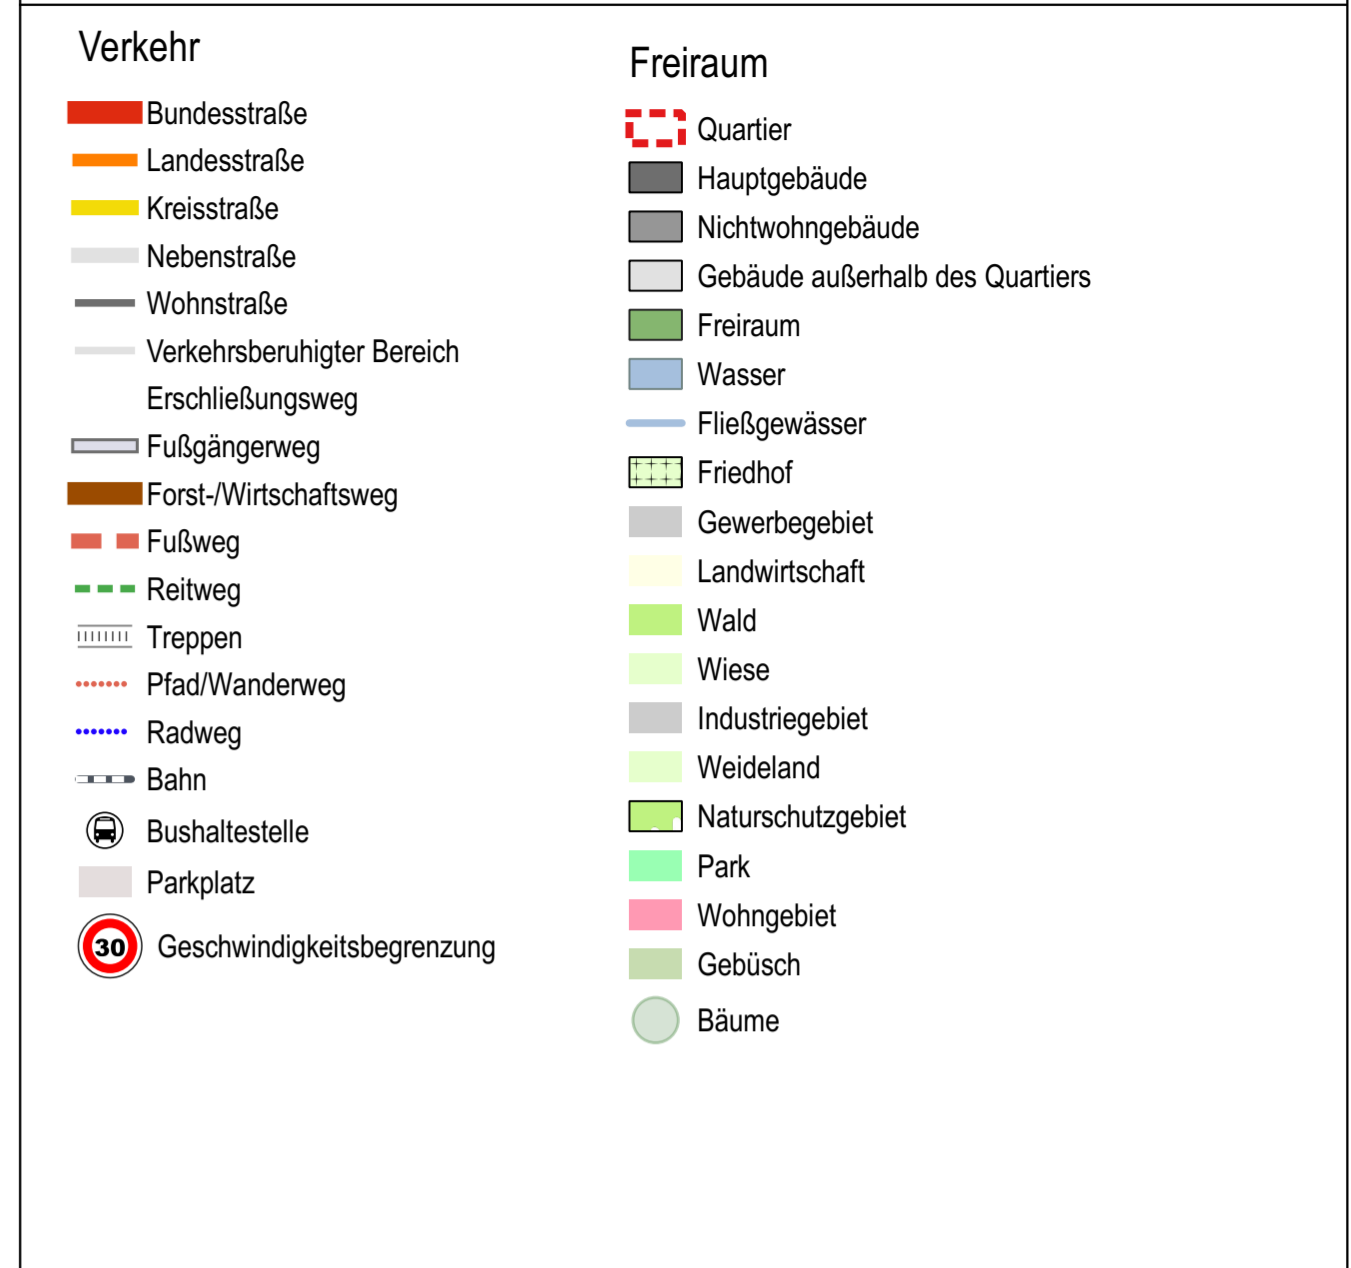 Verkehr
Bundesstraße
Landesstraße
Kreisstraße
Nebenstraße
Wohnstraße
Verkehrsberuhigter Bereich
Erschließungsweg
Fußgängerweg
Forst-/Wirtschaftsweg
Fußweg
Reitweg
Treppen
Pfad/Wanderweg
Radweg
Bahn
Bushaltestelle
Parkplatz
30 Geschwindigkeitsbegrenzung
Freiraum
Quartier
Hauptgebäude
Nichtwohngebäude
Gebäude außerhalb des Quartiers
Freiraum
Wasser
Fließgewässer
Friedhof
Gewerbegebiet
Landwirtschaft
Wald
Wiese
Industriegebiet
Weideland
Naturschutzgebiet
Park
Wohngebiet
Gebüsch
Bäume